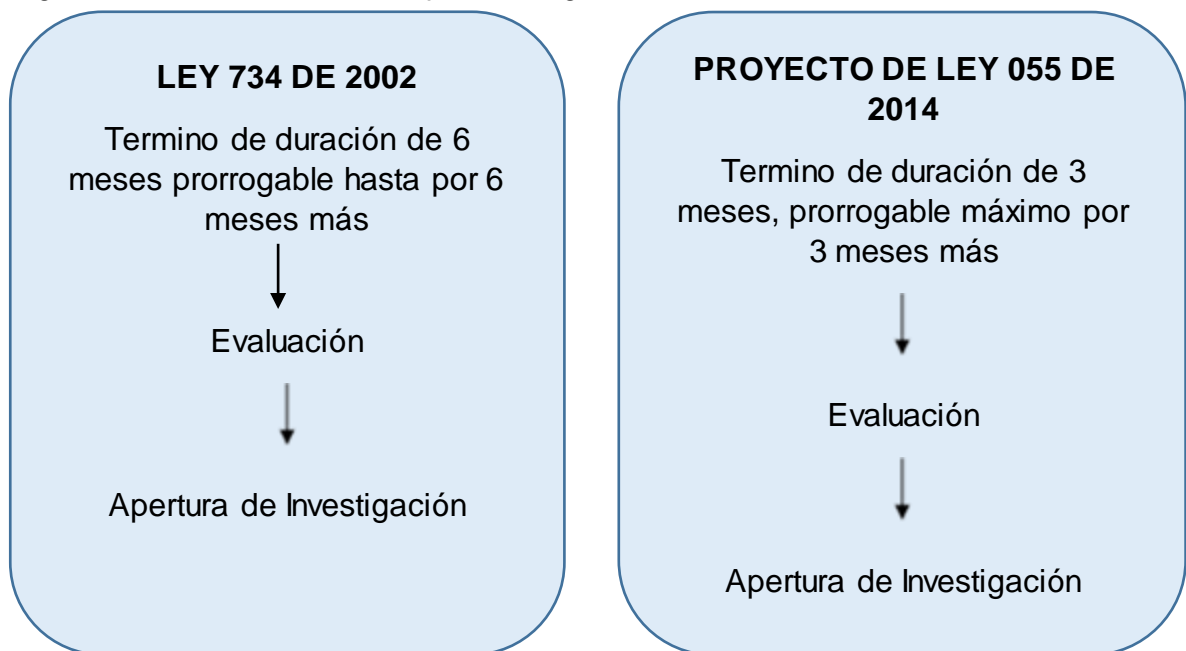 LEY 734 DE 2002
Termino de duración de 6
meses prorrogable hasta por 6
meses más
Evaluación
Apertura de Investigación
PROYECTO DE LEY 055 DE
2014
Termino de duración de 3
meses, prorrogable máximo por
3 meses más
Evaluación
Apertura de Investigación